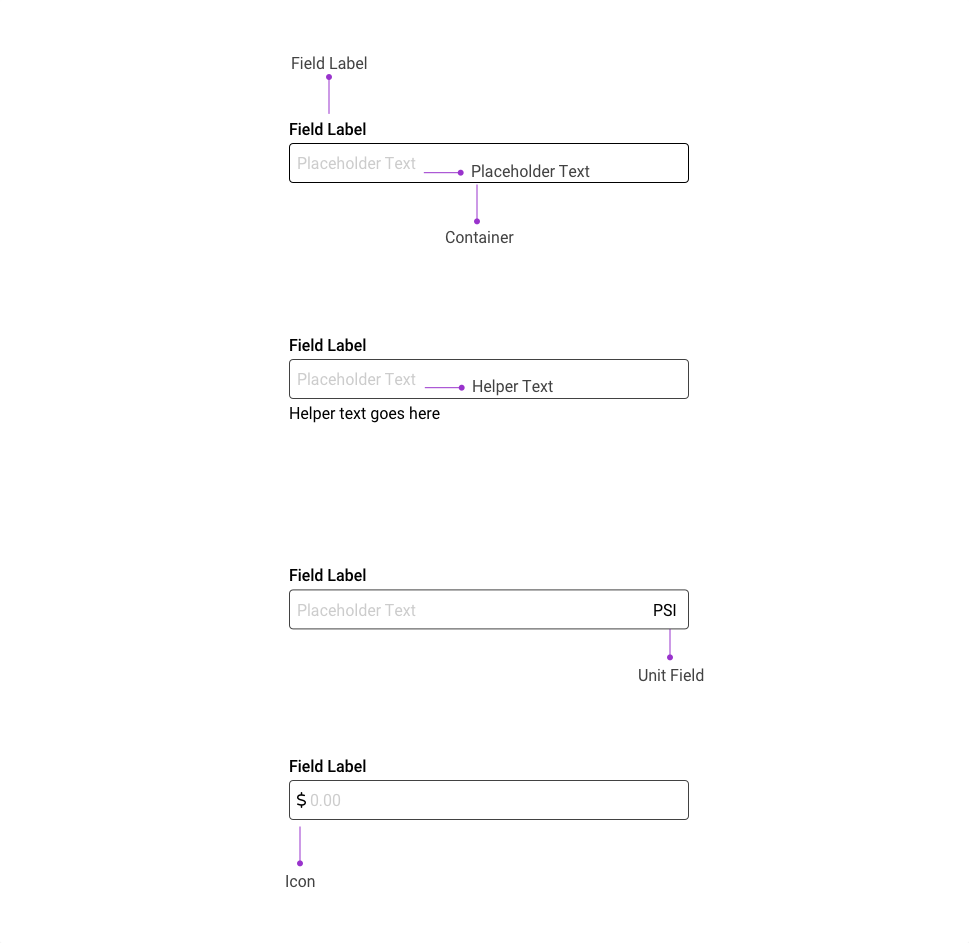 Field Label
Field Label
Placeholder Text
Placeholder Text
Container
Field Label
Placeholder Text
Helper Text
Helper text goes here
Field Label
Placeholder Text
PSI
Unit Field
Field Label
$ 0.00
Icon